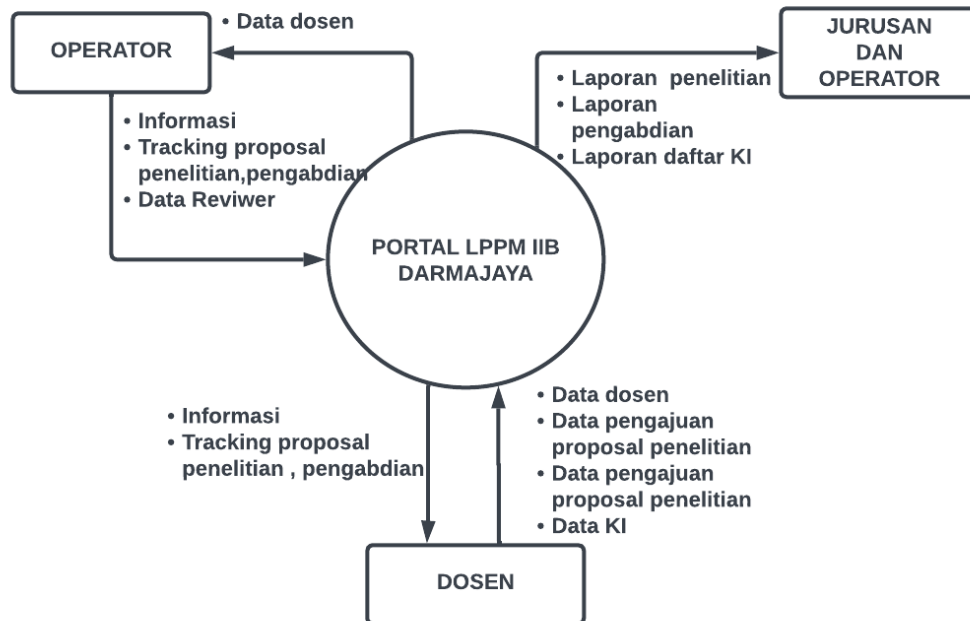 OPERATOR
• Data dosen
• Informasi
• Tracking proposal
penelitian,pengabdian
• Data Reviwer
JURUSAN
DAN
OPERATOR
• Laporan penelitian
• Laporan
pengabdian
• Laporan daftar KI
PORTAL LPPM IIB
DARMAJAYA
• Informasi
• Tracking proposal
penelitian , pengabdian
• Data dosen
• Data pengajuan
proposal penelitian
• Data pengajuan
proposal penelitian
• Data KI
DOSEN